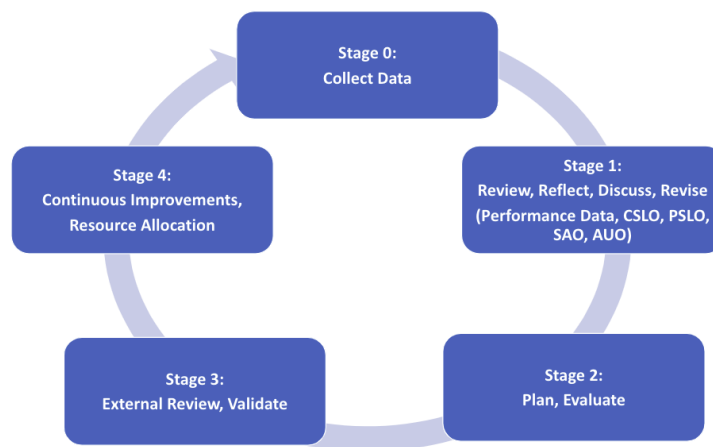 Stage 0:
Collect Data
Stage 1:
Review, Reflect, Discuss, Revise
(Performance Data, CSLO, PSLO,
SAO, AUO)
Stage 2:
Plan, Evaluate
Stage 3:
External Review, Validate
Stage 4:
Continuous Improvements,
Resource Allocation